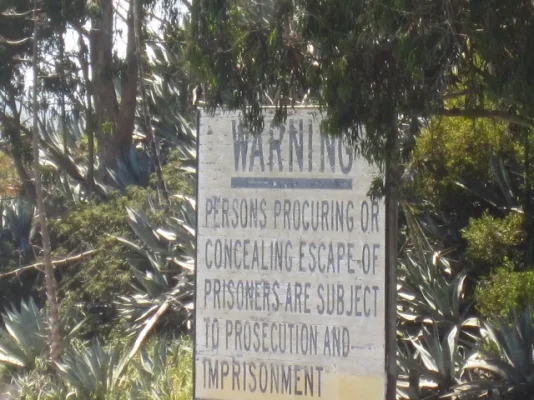 WARNING
PERSONS PROCURING OR
CONCEALING ESCAPE OF
PRISONERS ARE SUBJECT
TO PROSECUTION AND
IMPRISONMENT